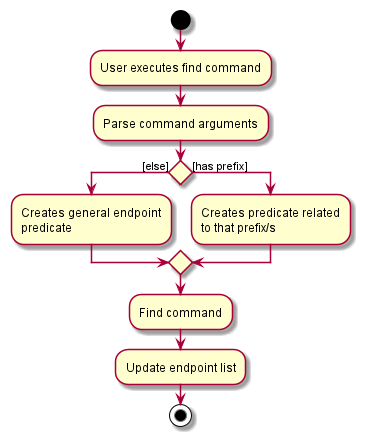 User executes find command
Parse command arguments
[else]
[has prefix]
Creates general endpoint
predicate
Creates predicate related
to that prefix/s
Find command
Update endpoint list